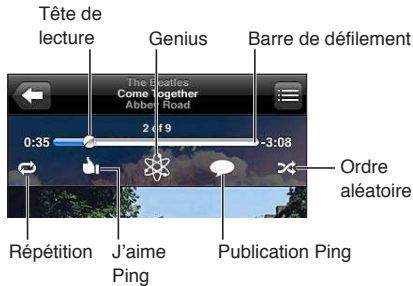 Tête de
lecture
Genius
Barre de défilement
The Beatles
Come Together
Abbey Road
2 of 9
0:35
-3:08
Ordre
aléatoire
Répétition
J'aime
Ping
Publication Ping